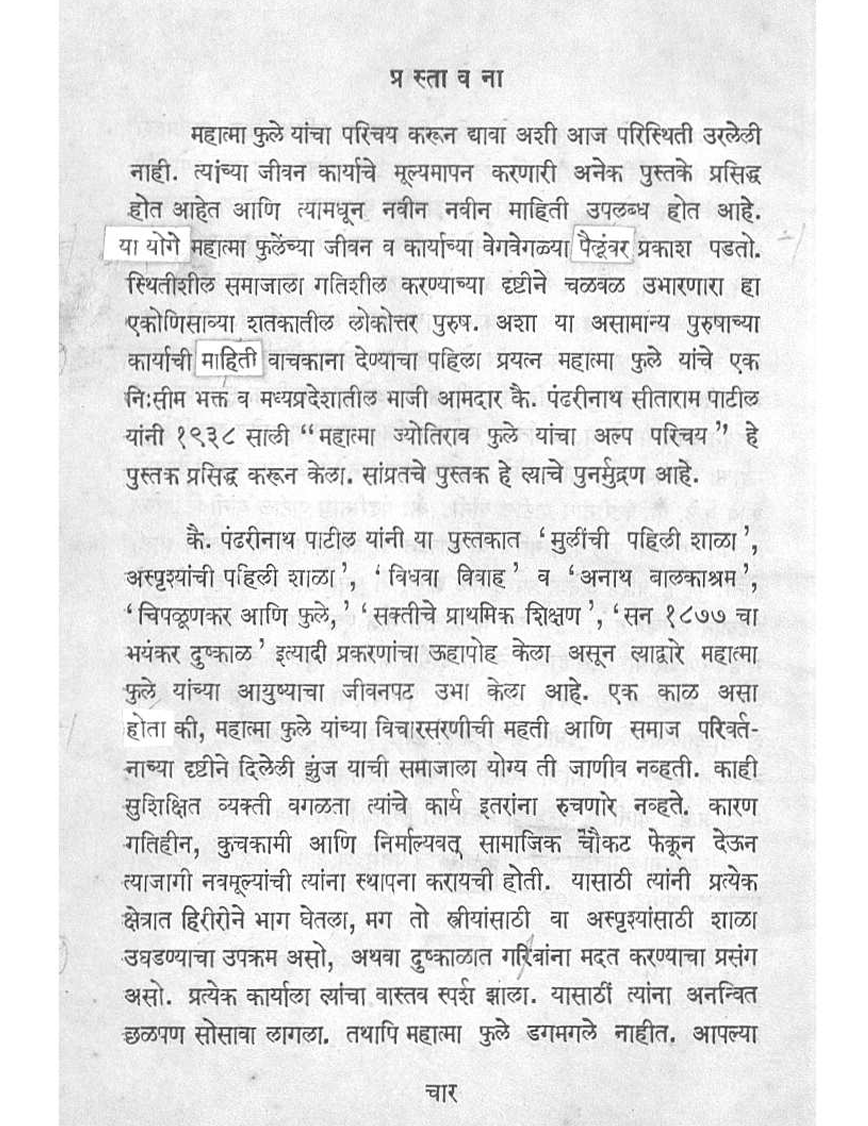 प्रस्तावना
महात्मा फुले यांचा परिचय करून द्यावा अशी आज परिस्थिती उरलेली
नाही. त्यांच्या जीवन कार्याचे मूल्यमापन करणारी अनेक पुस्तके प्रसिद्ध
होत आहेत आणि त्यामधून नवीन नवीन माहिती उपलब्ध होत आहे.
या योगे महात्मा फुलेंच्या जीवन व कार्याच्या वेगवेगळ्या पैलूंवर प्रकाश पडतो.
स्थितीशील समाजाला गतिशील करण्याच्या दृष्टीने चळवळ उभारणारा हा
एकोणिसाव्या शतकातील लोकोत्तर पुरुष. अशा या असामान्य पुरुषाच्या
कार्याची माहिती वाचकाना देण्याचा पहिला प्रयत्न महात्मा फुले यांचे एक
निःसीम भक्त व मध्यप्रदेशातील माजी आमदार कै. पंढरीनाथ सीताराम पाटील
यांनी १९३८ साली “महात्मा ज्योतिराव फुले यांचा अल्प परिचय” हे
पुस्तक प्रसिद्ध करून केला. सांप्रतचे पुस्तक हे त्याचे पुनर्मुद्रण आहे.
कै. पंढरीनाथ पाटील यांनी या पुस्तकात ‘मुलींची पहिली शाळा’,
अस्पृश्यांची पहिली शाळा’, ‘विधवा विवाह’ व ‘अनाथ बालकाश्रम’,
‘चिपळूणकर आणि फुले,’ ‘सक्तीचे प्राथमिक शिक्षण’, ‘सन १८७७ चा
भयंकर दुष्काळ’ इत्यादी प्रकरणांचा ऊहापोह केला असून त्याद्वारे महात्मा
फुले यांच्या आयुष्याचा जीवनपट उभा केला आहे. एक काळ असा
होता की, महात्मा फुले यांच्या विचारसरणीची महती आणि समाज परिवर्त-
नाच्या दृष्टीने दिलेली झुंज याची समाजाला योग्य ती जाणीव नव्हती. काही
सुशिक्षित व्यक्ती वगळता त्यांचे कार्य इतरांना रुचणारे नव्हते. कारण
गतिहीन, कुचकामी आणि निर्माल्यवत् सामाजिक चौकट फेकून देऊन
त्याजागी नवमूल्यांची त्यांना स्थापना करायची होती. यासाठी त्यांनी प्रत्येक
क्षेत्रात हिरीरीने भाग घेतला, मग तो स्त्रीयांसाठी वा अस्पृश्यांसाठी शाळा
उघडण्याचा उपक्रम असो, अथवा दुष्काळात गरिबांना मदत करण्याचा प्रसंग
असो. प्रत्येक कार्याला त्यांचा वास्तव स्पर्श झाला. यासाठीं त्यांना अनन्वित
छळपण सोसावा लागला. तथापि महात्मा फुले डगमगले नाहीत. आपल्या
चार